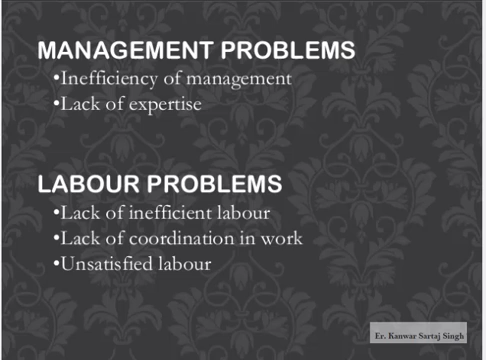 MANAGEMENT PROBLEMS
•Inefficiency of management
•Lack of expertise
LABOUR PROBLEMS
•Lack of inefficient labour
•Lack of coordination in work
•Unsatisfied labour
Er. Kanwar Sartaj Singh